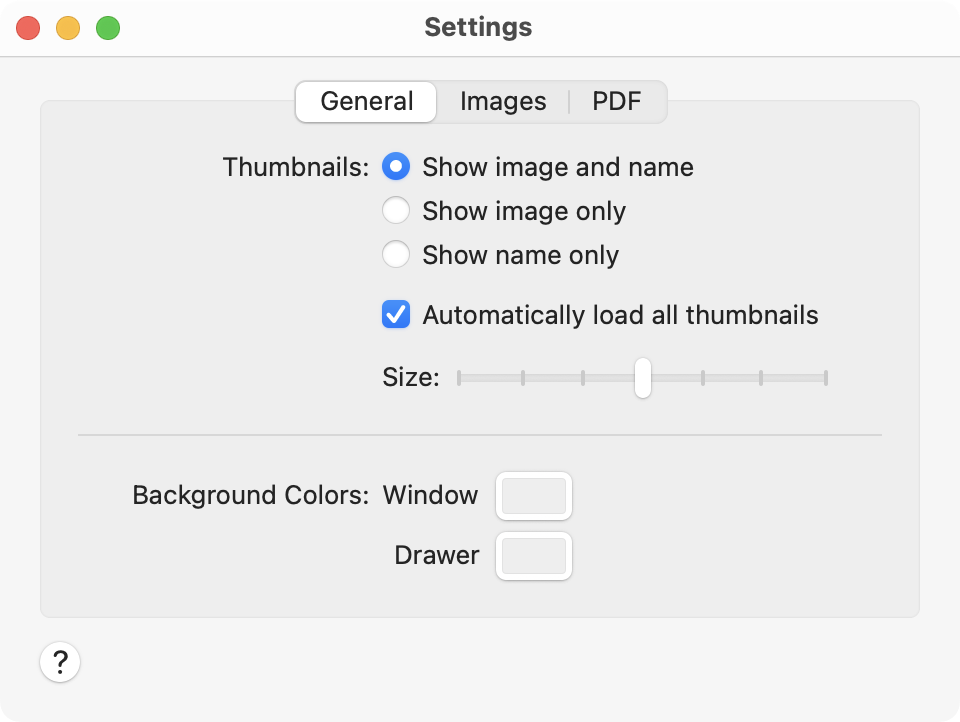 Settings
General Images PDF
Thumbnails: Show image and name
Show image only
Show name only
Automatically load all thumbnails
Size:
Background Colors: Window
Drawer
?